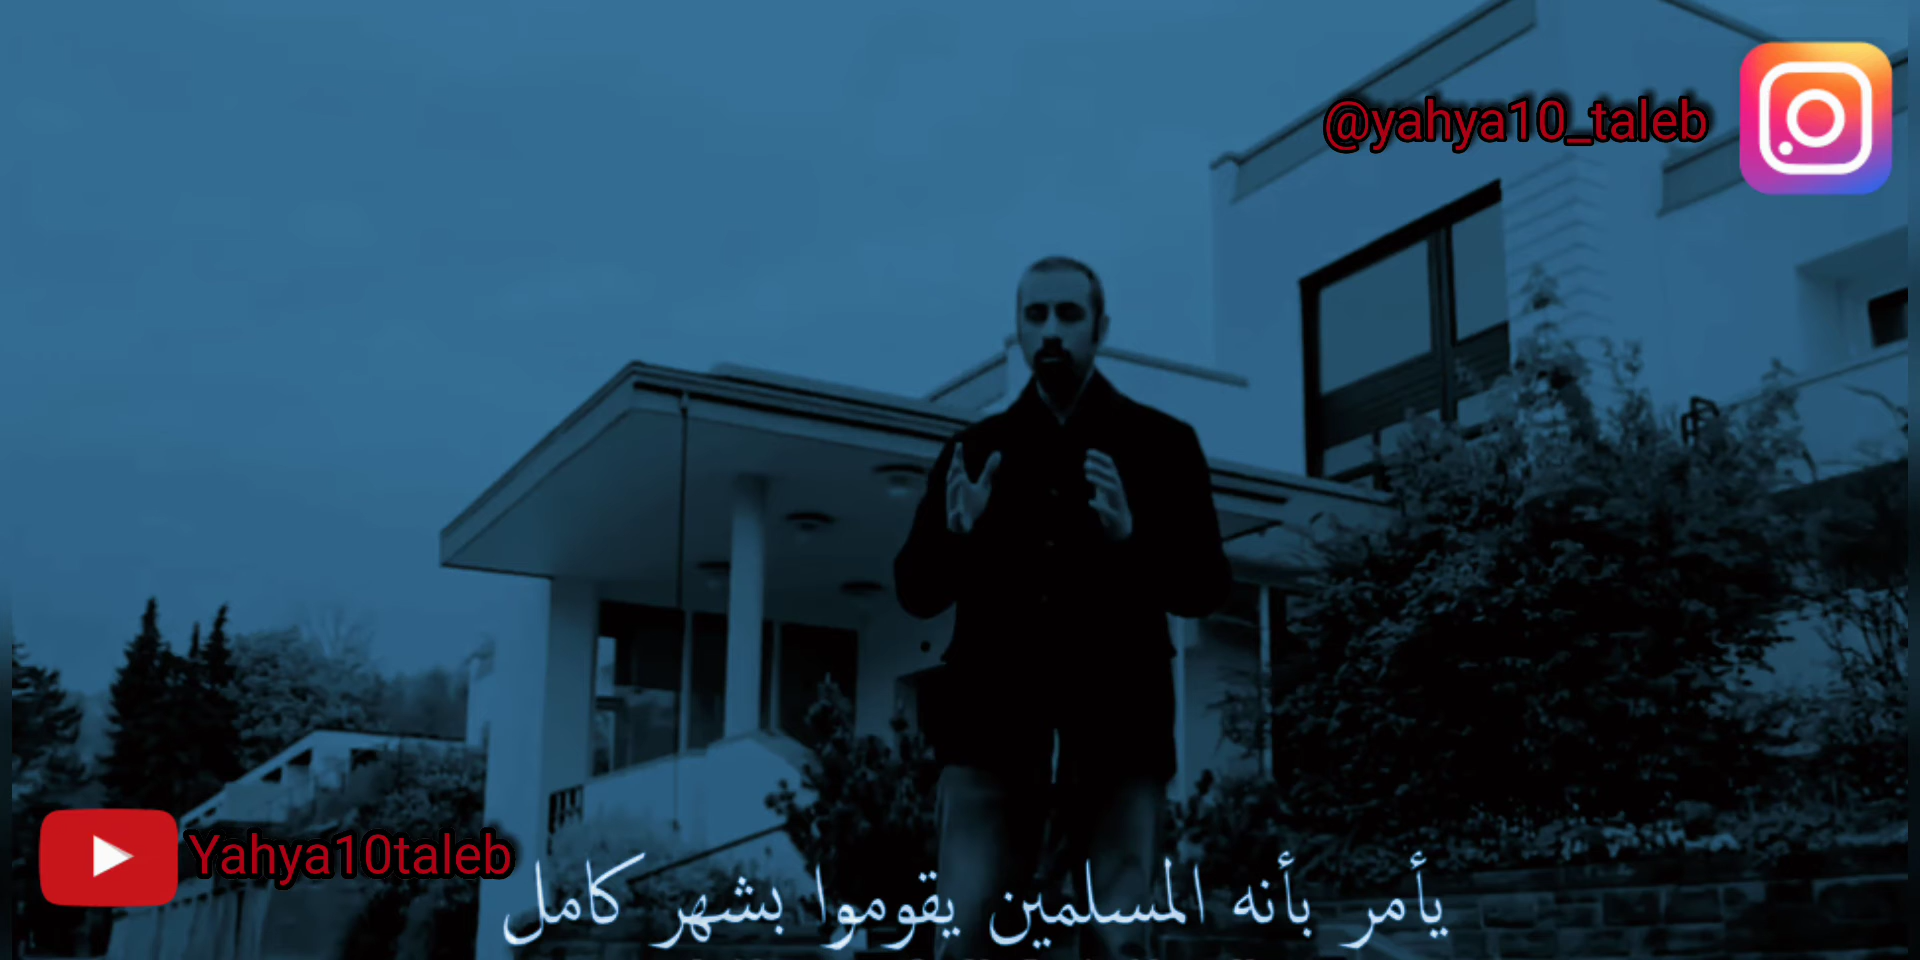 @yahya10_taleb
Yahya10taleb
يأمر بأنه المسلمين يقوموا بشهر كامل